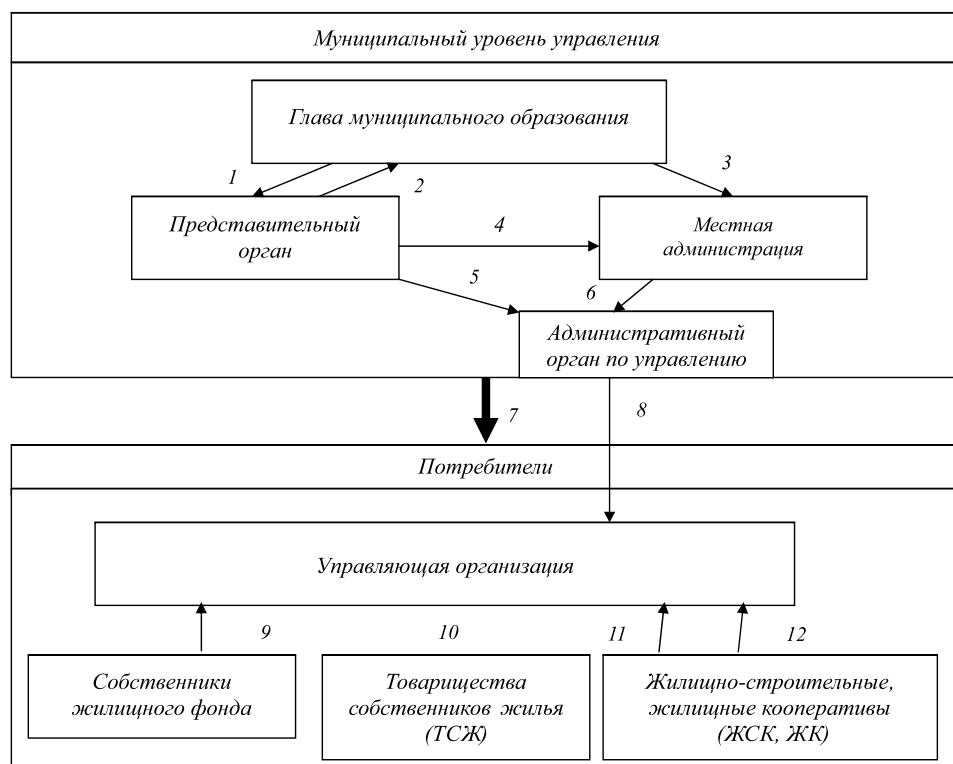 Муниципальный уровень управления
Глава муниципального образования
1
2
3
Представительный
орган
4
Местная
администрация
5
6
Административный
орган по управлению
7
8
Потребители
Управляющая организация
9
10
11
12
Собственники
жилищного фонда
Товарищества
собственников жилья
(ТСЖ)
Жилищно-строительные,
жилищные кооперативы
(ЖСК, ЖК)